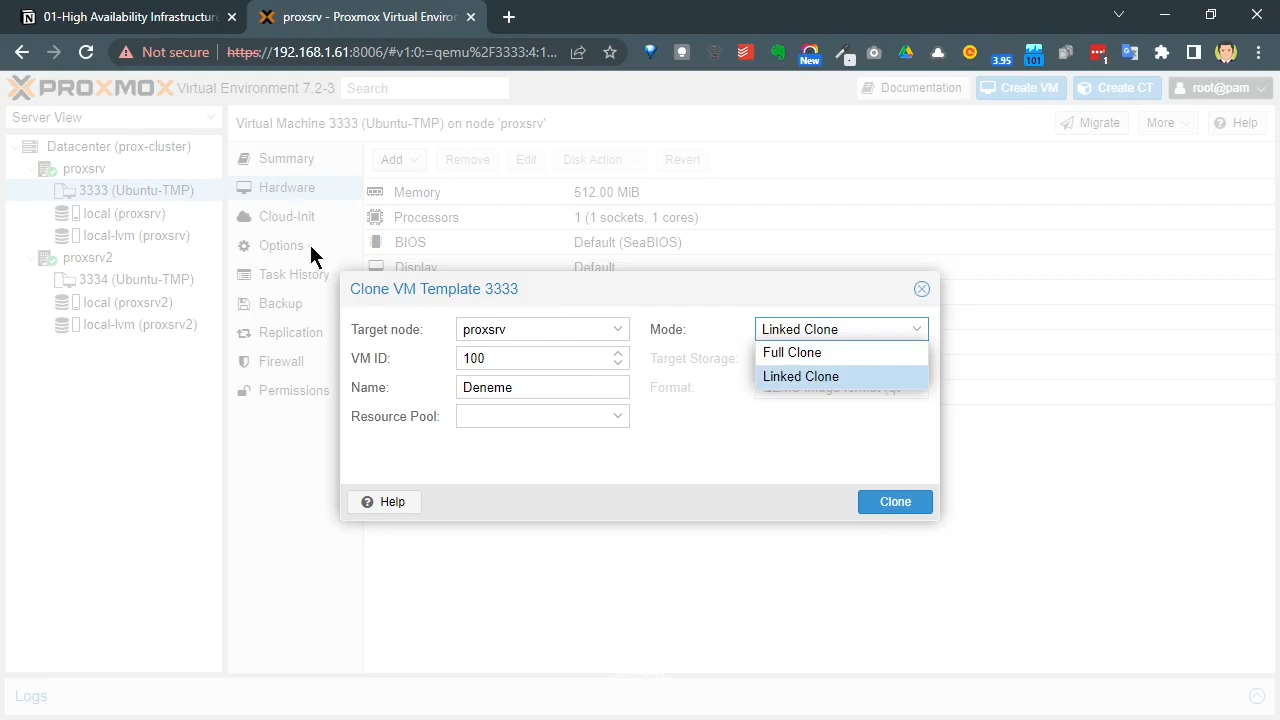 01-High Availability Infrastructur
proxsrv - Proxmox Virtual Enviror
Not secure https://192.168.1.61:8006/#v1:0:=qemu%2F3333:4:1...
New
3.95
101
1
PROXMOX Virtual Environment 7.2-3
Search
Documentation
Create VM
Create CT
root@pam
Server View
Virtual Machine 3333 (Ubuntu-TMP) on node 'proxsrv'
Migrate
More
Help
Datacenter (prox-cluster)
proxsrv
3333 (Ubuntu-TMP)
local (proxsrv)
local-lvm (proxsrv)
proxsrv2
3334 (Ubuntu-TMP)
local (proxsrv2)
local-lvm (proxsrv2)
Summary
Hardware
Cloud-Init
Options
Task History
Backup
Replication
Firewall
Permissions
Add
Remove
Edit
Disk Action
Revert
Memory 512.00 MiB
Processors 1 (1 sockets, 1 cores)
BIOS Default (SeaBIOS)
Display Default
Clone VM Template 3333
Target node: proxsrv
VM ID: 100
Name: Deneme
Resource Pool:
Mode: Linked Clone
Full Clone
Linked Clone
Target Storage:
Format:
Help
Clone
Logs